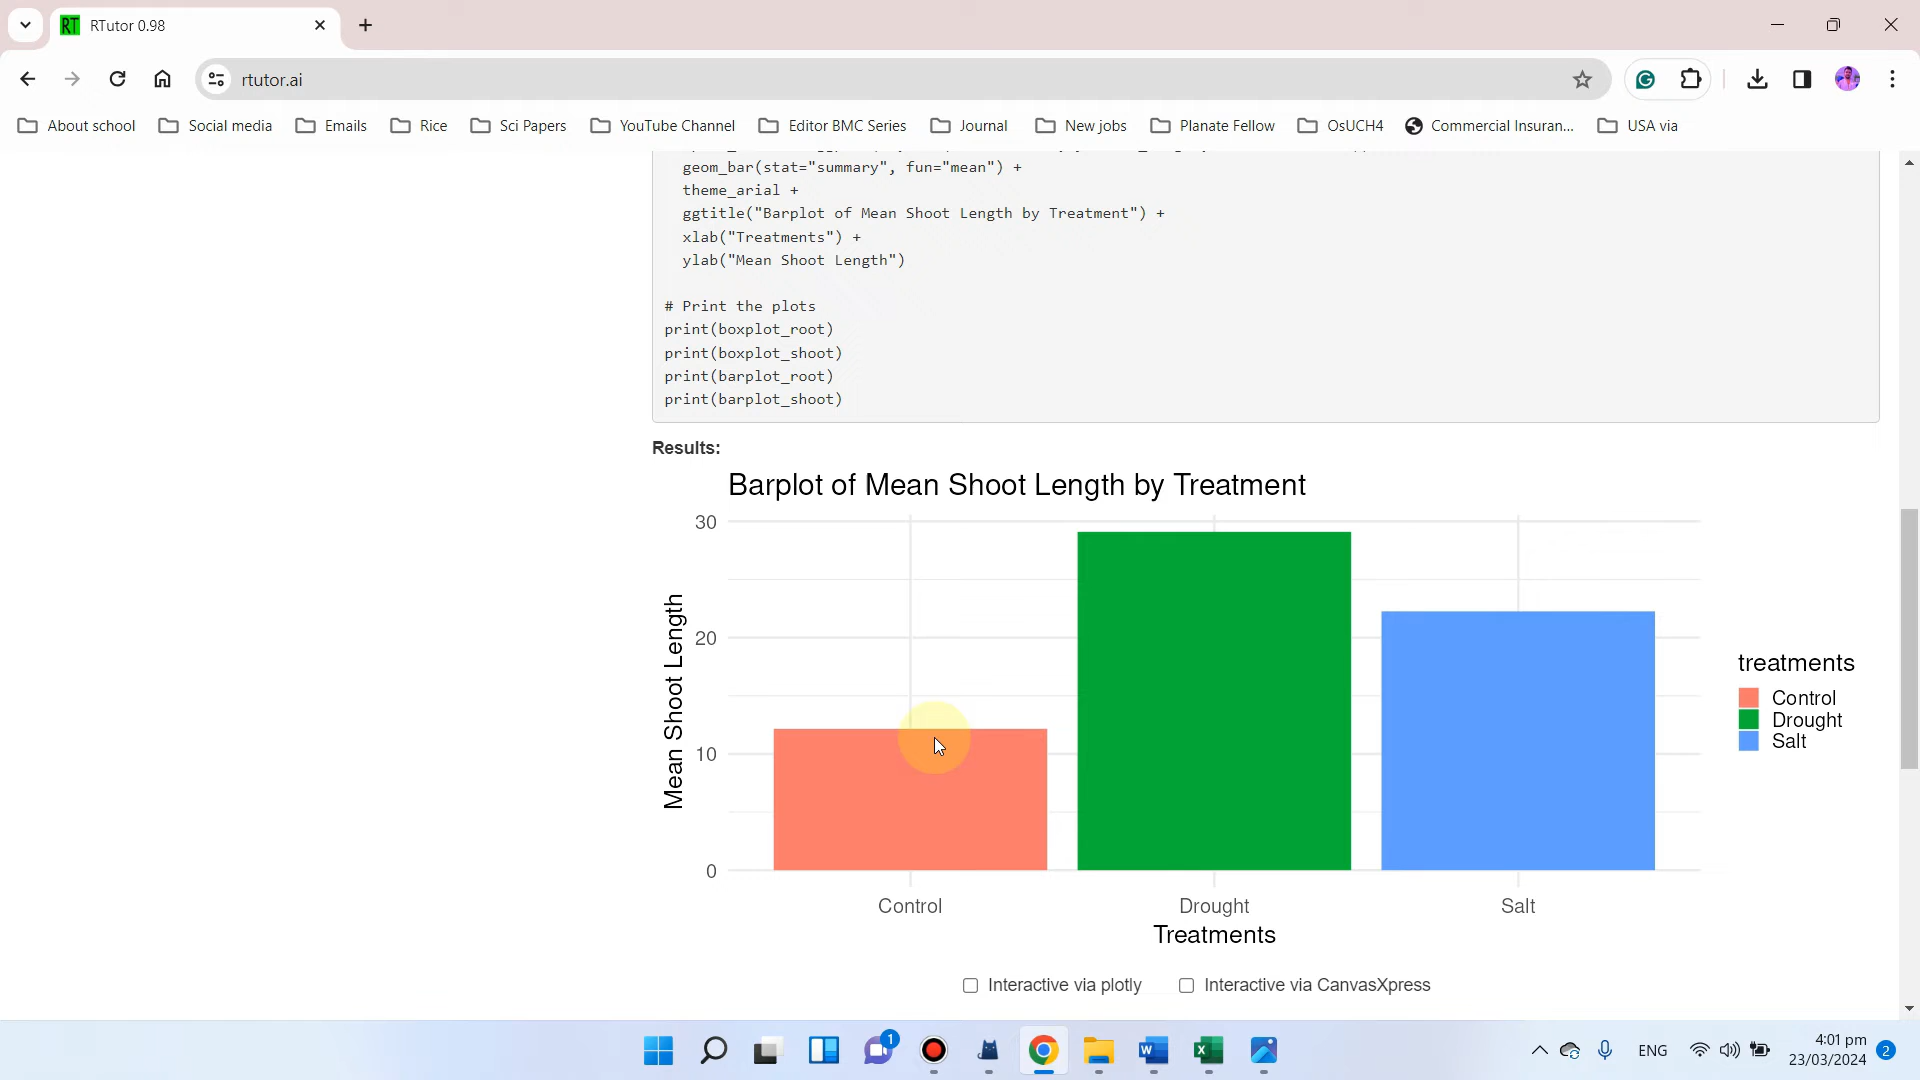 RT RTutor 0.98
rtutor.ai
About school Social media Emails Rice Sci Papers YouTube Channel Editor BMC Series Journal New jobs Planate Fellow OsUCH4 Commercial Insuran... USA via
geom_bar(stat="summary", fun="mean") +
theme_arial +
ggtitle("Barplot of Mean Shoot Length by Treatment") +
xlab("Treatments") +
ylab("Mean Shoot Length")
# Print the plots
print(boxplot_root)
print(boxplot_shoot)
print(barplot_root)
print(barplot_shoot)
Results:
Barplot of Mean Shoot Length by Treatment
30
20
10
0
Mean Shoot Length
Control Drought Salt
Treatments
treatments
Control
Drought
Salt
Interactive via plotly Interactive via CanvasXpress
1
ENG
4:01 pm
23/03/2024
2